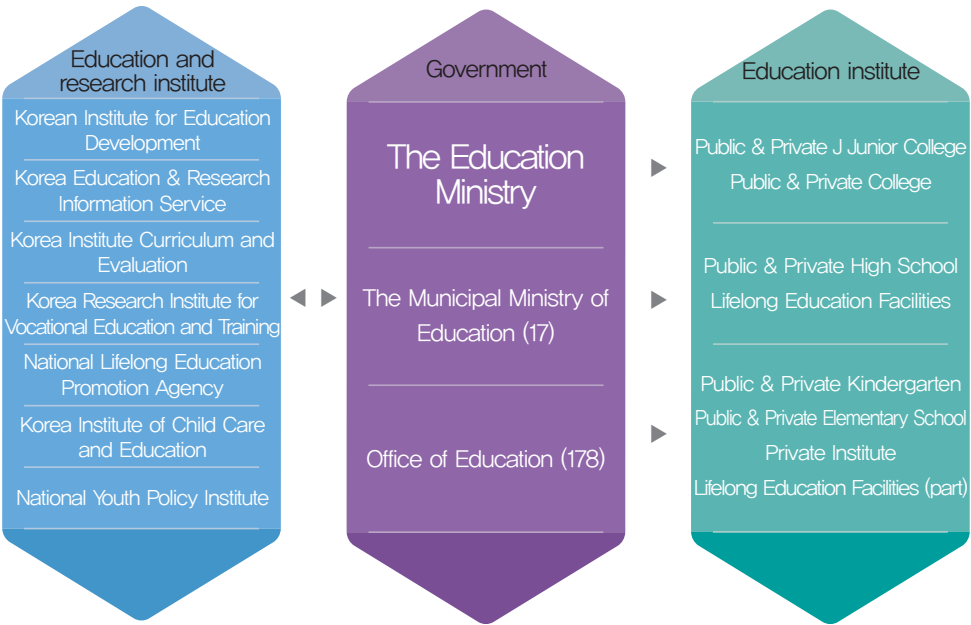 Education and
research institute
Korean Institute for Education
Development
Korea Education & Research
Information Service
Korea Institute Curriculum and
Evaluation
Korea Research Institute for
Vocational Education and Training
National Lifelong Education
Promotion Agency
Korea Institute of Child Care
and Education
National Youth Policy Institute
Government
The Education
Ministry
The Municipal Ministry of
Education (17)
Office of Education (178)
Education institute
Public & Private J Junior College
Public & Private College
Public & Private High School
Lifelong Education Facilities
Public & Private Kindergarten
Public & Private Elementary School
Private Institute
Lifelong Education Facilities (part)